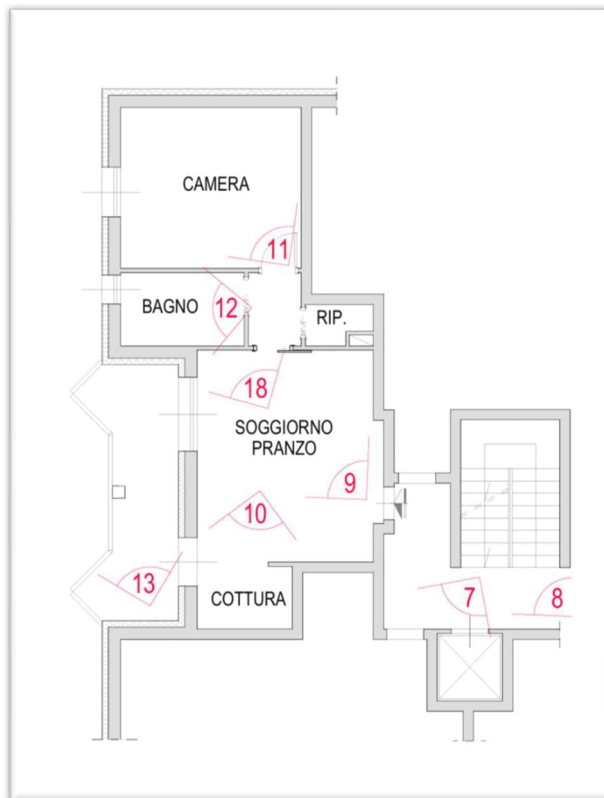 CAMERA
11
BAGNO
12
RIP.
18
SOGGIORNO
PRANZO
9
10
13
COTTURA
7
8